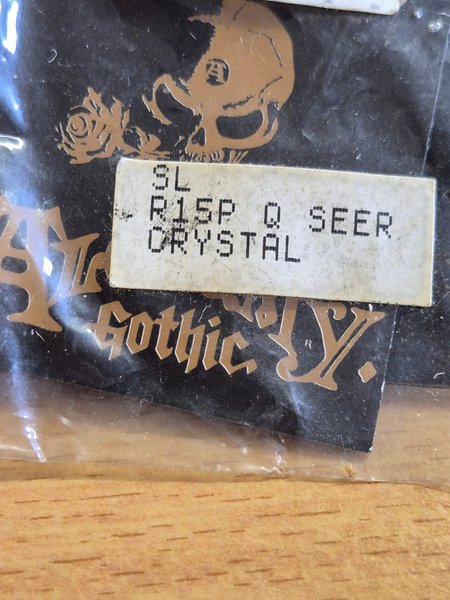 SL
R15P Q SEER
CRYSTAL
Gothic.
R